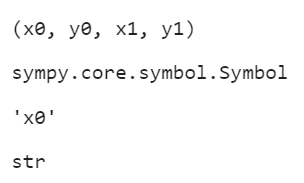 (x0, y0, x1, y1)
sympy.core.symbol.Symbol
'x0'
str